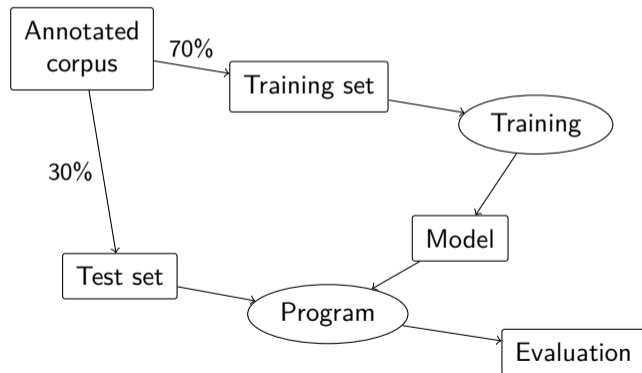 Annotated
corpus
70%
Training set
Training
30%
Model
Test set
Program
Evaluation